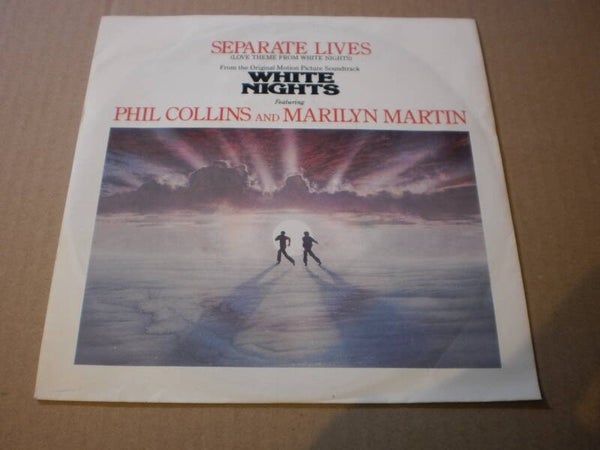 SEPARATE LIVES
(LOVE THEME FROM WHITE NIGHTS)
From the Original Motion Picture Soundtrack
WHITE
NIGHTS
Featuring
PHIL COLLINS AND MARILYN MARTIN